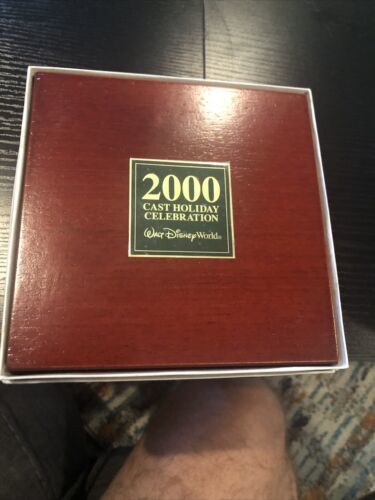 2000
CAST HOLIDAY
CELEBRATION
Walt Disney World®